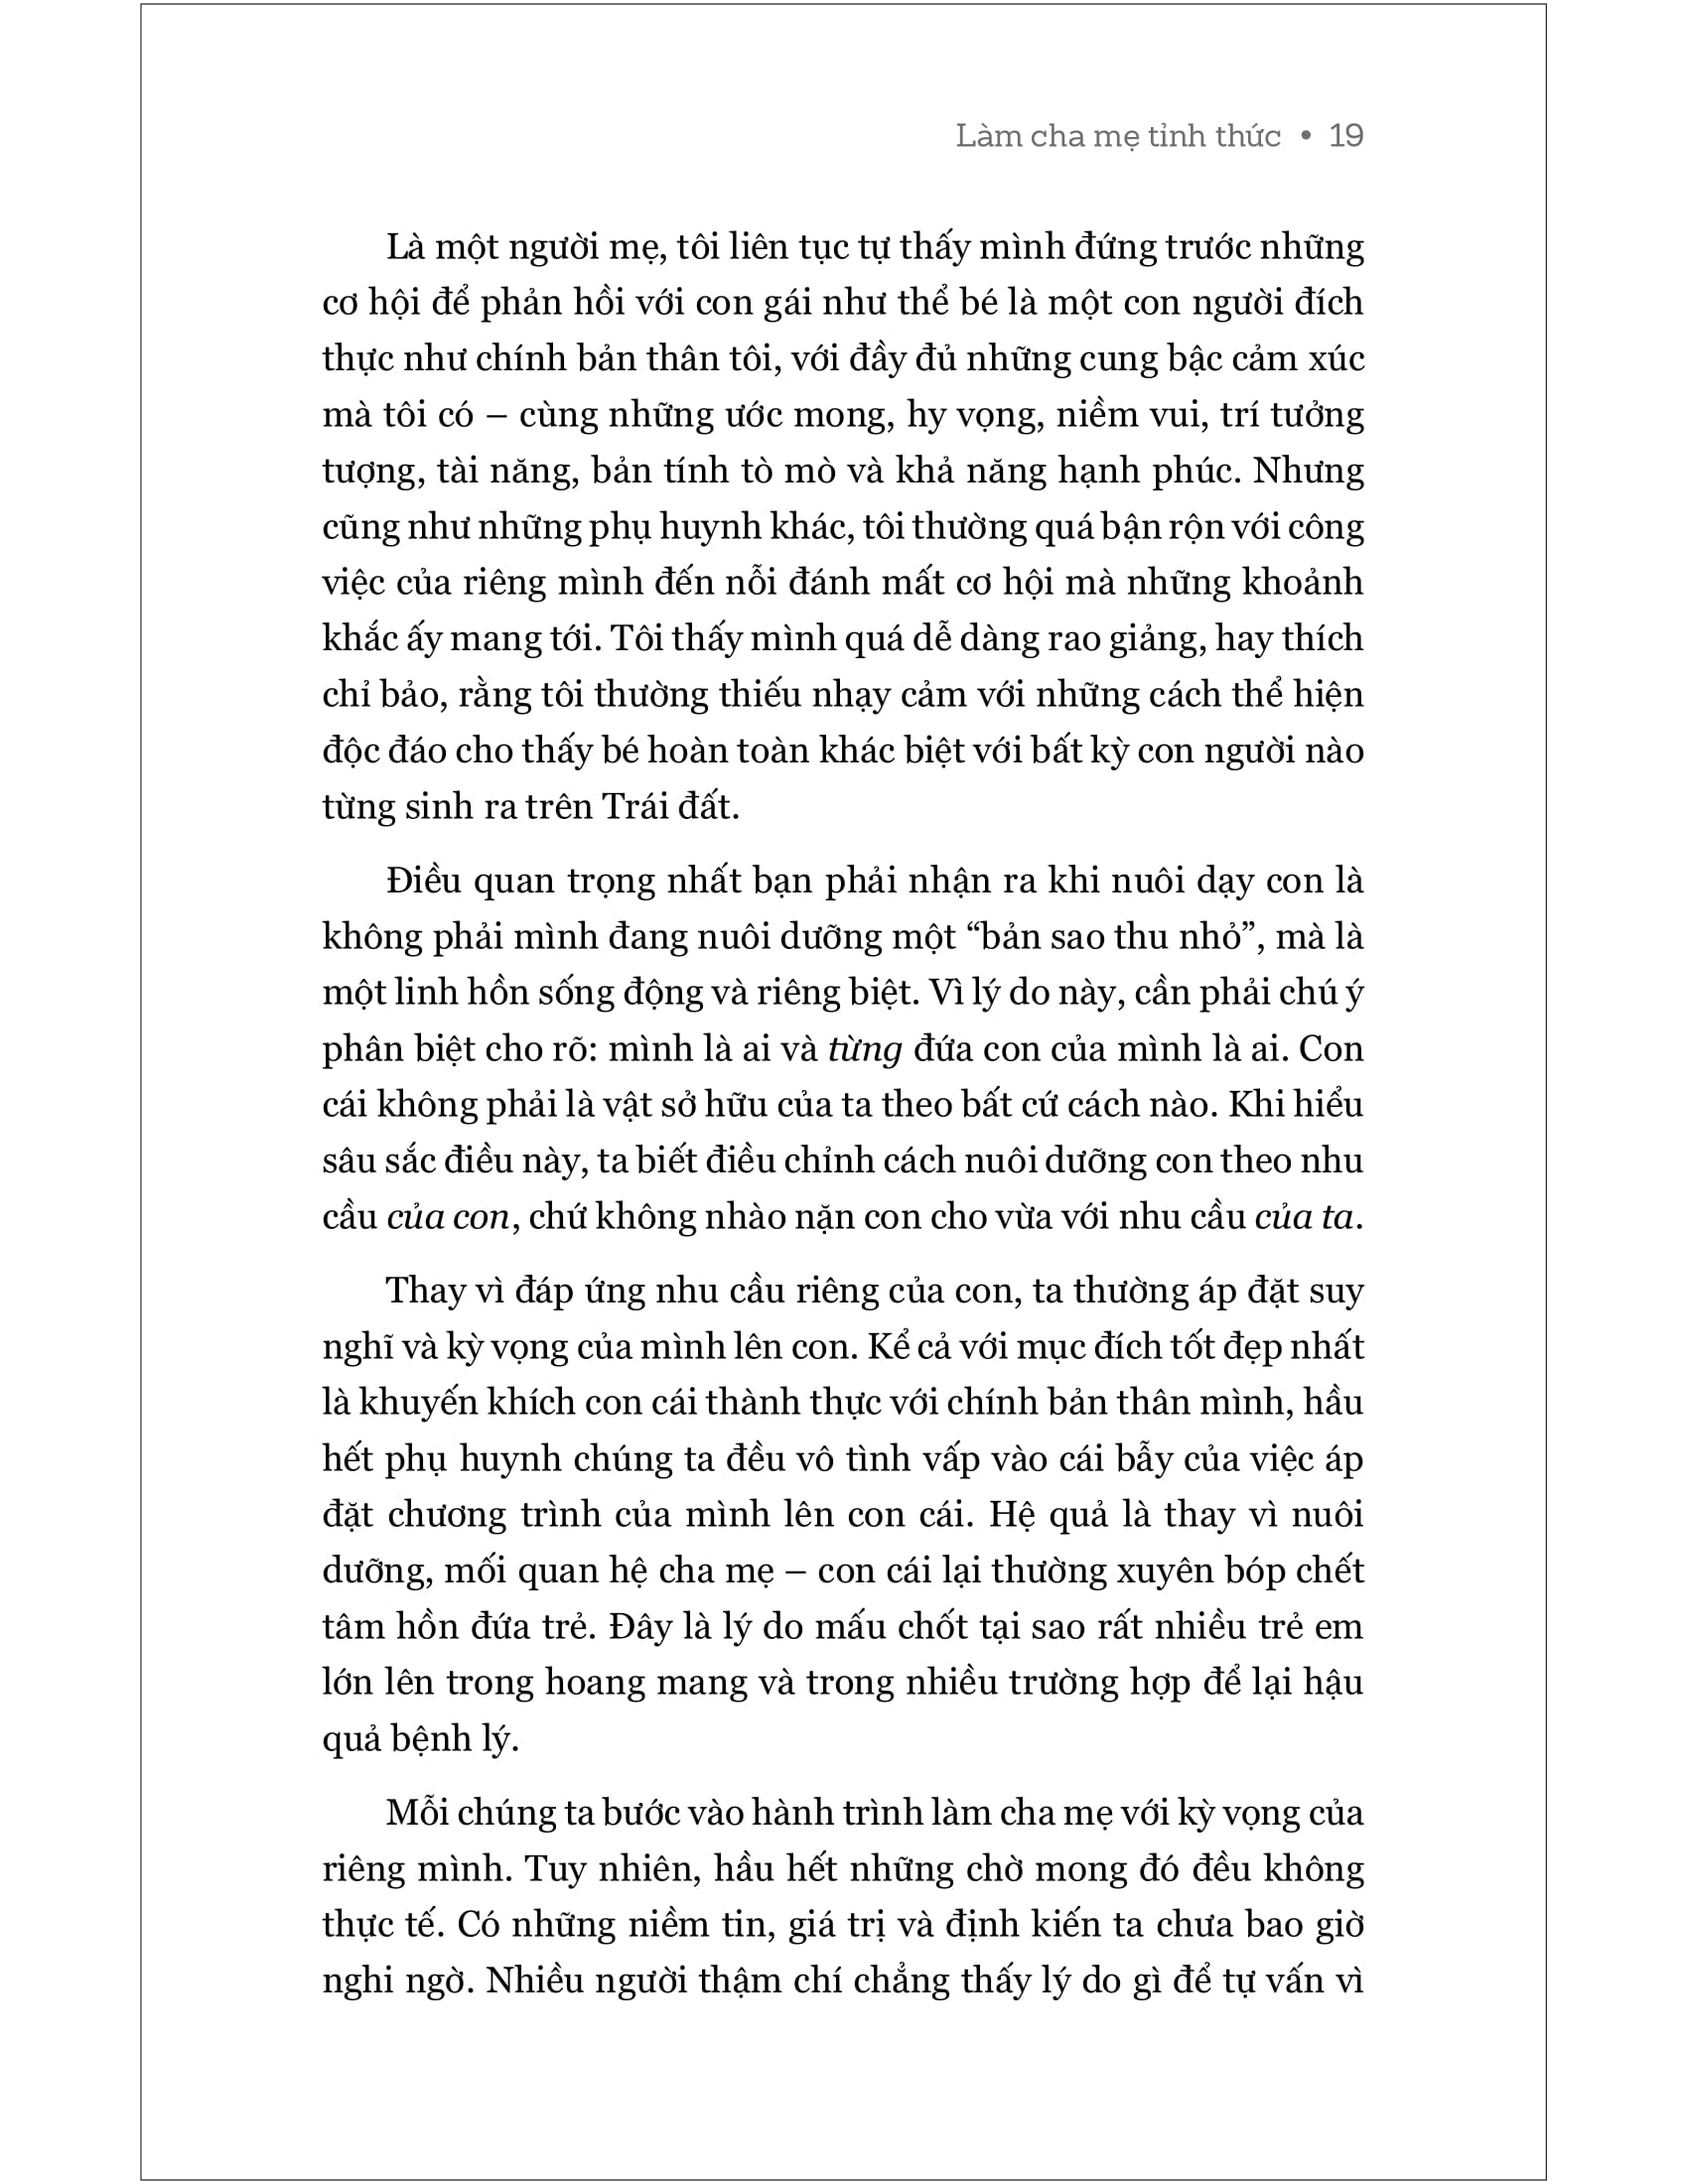 Làm cha mẹ tỉnh thức • 19
Là một người mẹ, tôi liên tục tự thấy mình đứng trước những
cơ hội để phản hồi với con gái như thể bé là một con người đích
thực như chính bản thân tôi, với đầy đủ những cung bậc cảm xúc
mà tôi có – cùng những ước mong, hy vọng, niềm vui, trí tưởng
tượng, tài năng, bản tính tò mò và khả năng hạnh phúc. Nhưng
cũng như những phụ huynh khác, tôi thường quá bận rộn với công
việc của riêng mình đến nỗi đánh mất cơ hội mà những khoảnh
khắc ấy mang tới. Tôi thấy mình quá dễ dàng rao giảng, hay thích
chỉ bảo, rằng tôi thường thiếu nhạy cảm với những cách thể hiện
độc đáo cho thấy bé hoàn toàn khác biệt với bất kỳ con người nào
từng sinh ra trên Trái đất.
Điều quan trọng nhất bạn phải nhận ra khi nuôi dạy con là
không phải mình đang nuôi dưỡng một “bản sao thu nhỏ”, mà là
một linh hồn sống động và riêng biệt. Vì lý do này, cần phải chú ý
phân biệt cho rõ: mình là ai và từng đứa con của mình là ai. Con
cái không phải là vật sở hữu của ta theo bất cứ cách nào. Khi hiểu
sâu sắc điều này, ta biết điều chỉnh cách nuôi dưỡng con theo nhu
cầu của con, chứ không nhào nặn con cho vừa với nhu cầu của ta.
Thay vì đáp ứng nhu cầu riêng của con, ta thường áp đặt suy
nghĩ và kỳ vọng của mình lên con. Kể cả với mục đích tốt đẹp nhất
là khuyến khích con cái thành thực với chính bản thân mình, hầu
hết phụ huynh chúng ta đều vô tình vấp vào cái bẫy của việc áp
đặt chương trình của mình lên con cái. Hệ quả là thay vì nuôi
dưỡng, mối quan hệ cha mẹ – con cái lại thường xuyên bóp chết
tâm hồn đứa trẻ. Đây là lý do mấu chốt tại sao rất nhiều trẻ em
lớn lên trong hoang mang và trong nhiều trường hợp để lại hậu
quả bệnh lý.
Mỗi chúng ta bước vào hành trình làm cha mẹ với kỳ vọng của
riêng mình. Tuy nhiên, hầu hết những chờ mong đó đều không
thực tế. Có những niềm tin, giá trị và định kiến ta chưa bao giờ
nghi ngờ. Nhiều người thậm chí chẳng thấy lý do gì để tự vấn vì